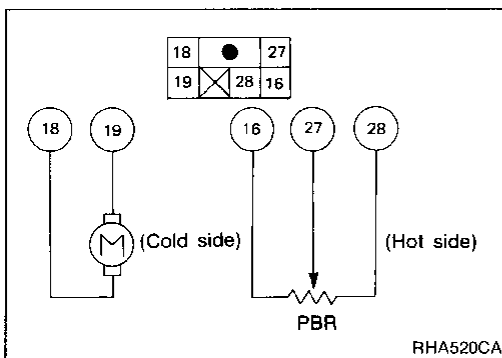 18 27
19 28 16
18 19 16 27 28
M (Cold side) (Hot side)
PBR
RHA520CA